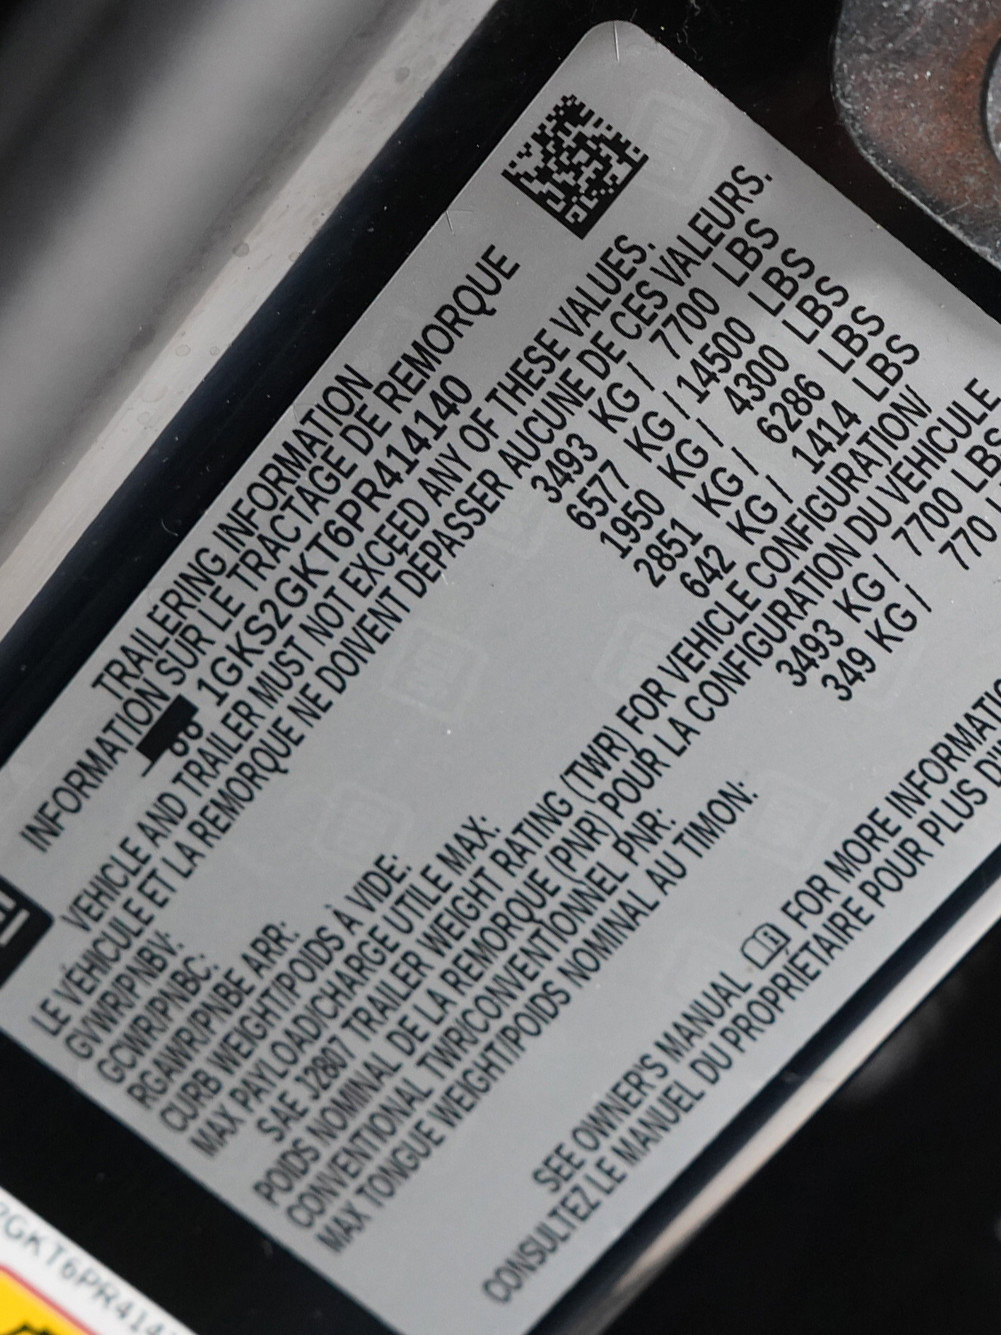 TRAILERING INFORMATION
INFORMATION SUR LE TRACTAGE DE REMORQUE
1GKS2GKT6PR414140
VEHICLE AND TRAILER MUST NOT EXCEED ANY OF THESE VALUES.
LE VÉHICULE ET LA REMORQUE NE DOIVENT DEPASSER AUCUNE DE CES VALEURS.
GVWR/PNBV: 3493 KG / 7700 LBS
GCWR/PNBC: 6577 KG / 14500 LBS
RGAWR/PNBE ARR: 1950 KG / 4300 LBS
CURB WEIGHT/POIDS À VIDE: 2851 KG / 6286 LBS
MAX PAYLOAD/CHARGE UTILE MAX: 642 KG / 1414 LBS
SAE J2807 TRAILER WEIGHT RATING (TWR) FOR VEHICLE CONFIGURATION/
POIDS NOMINAL DE LA REMORQUE (PNR) POUR LA CONFIGURATION DU VEHICULE
CONVENTIONAL TWR/CONVENTIONNEL PNR: 3493 KG / 7700 LBS
MAX TONGUE WEIGHT/POIDS NOMINAL AU TIMON: 349 KG / 770
SEE OWNER'S MANUAL FOR MORE INFORMATI
CONSULTEZ LE MANUEL DU PROPRIÉTAIRE POUR PLUS D'IN
GKT6PR414